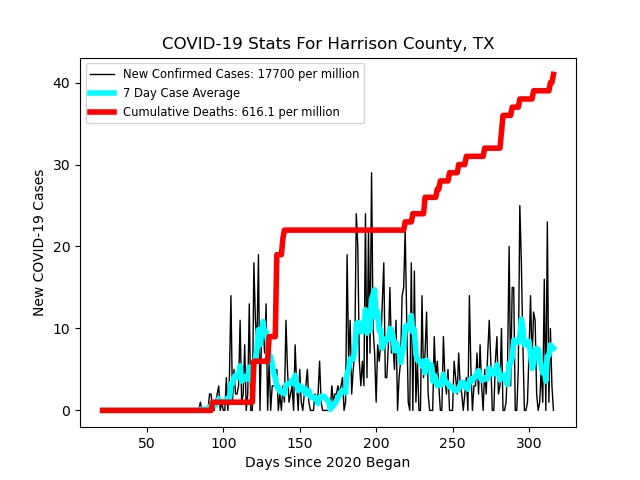 COVID-19 Stats For Harrison County, TX
New Confirmed Cases: 17700 per million
7 Day Case Average
Cumulative Deaths: 616.1 per million
New COVID-19 Cases
40
30
20
10
0
50 100 150 200 250 300
Days Since 2020 Began